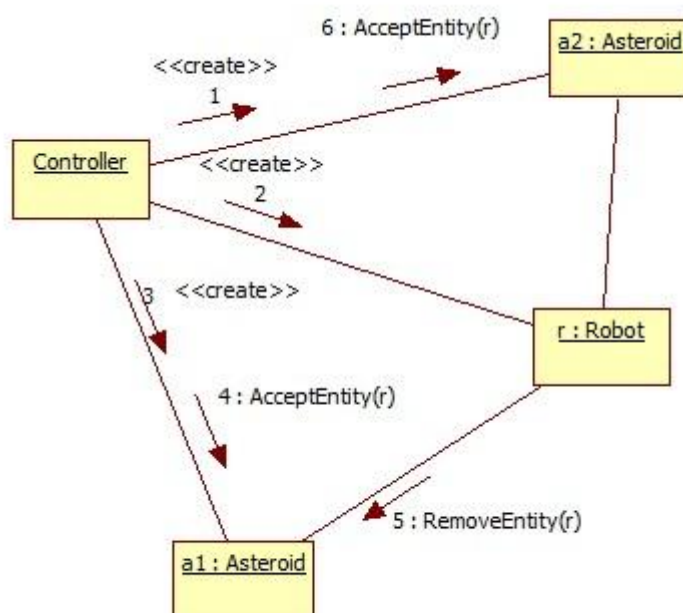 6 : AcceptEntity(r)
a2 : Asteroid
<<create>>
1
Controller
<<create>>
2
3
<<create>>
r : Robot
4 : AcceptEntity(r)
5 : RemoveEntity(r)
a1 : Asteroid